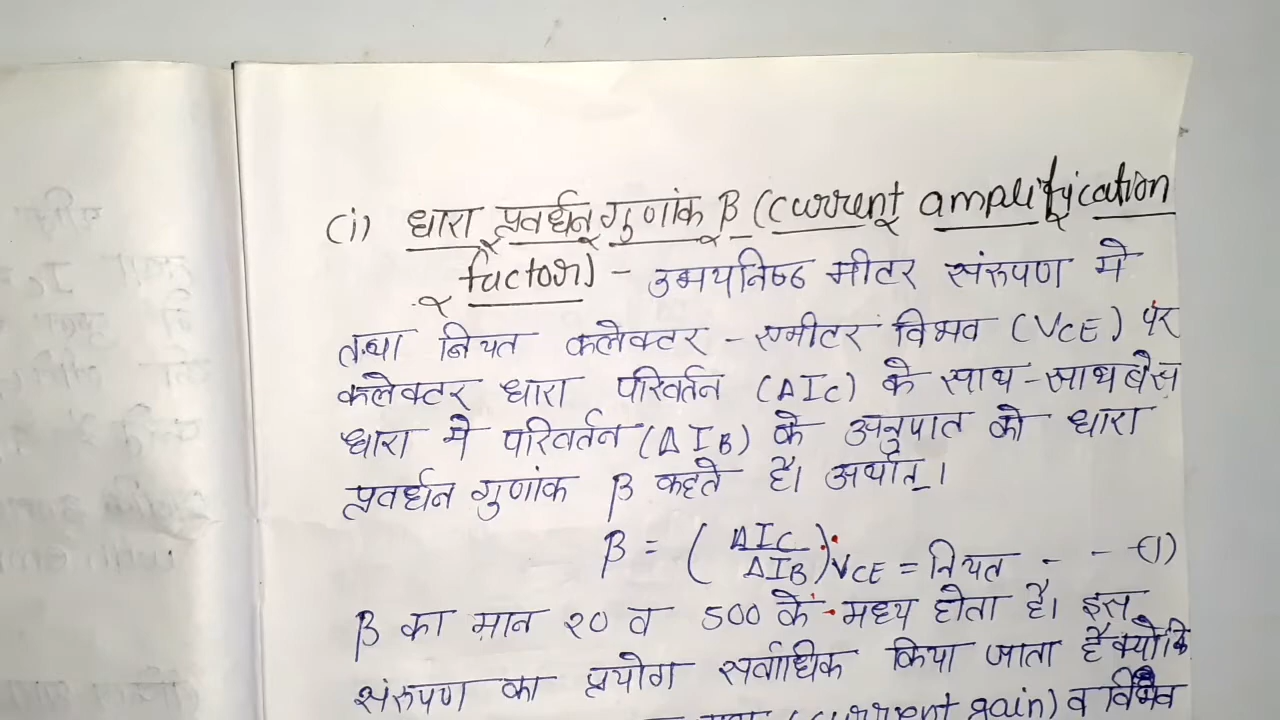 (i) धारा प्रवर्धन गुणांक β (current amplification
factor) - उभयनिष्ठ मीटर संरुपण मे
तथा नियत कलेक्टर - एमीटर विभव (VCE) पर
कलेक्टर धारा परिवर्तन (ΔIC) के साथ-साथ बेस
धारा मे परिवर्तन (ΔIB) के अनुपात को धारा
प्रवर्धन गुणांक β कहते है। अर्थात्।
β = (ΔIC/ΔIB)VCE = नियत - - -(1)
β का मान २0 व 500 के मध्य होता है। इस
संरुपण का प्रयोग सर्वाधिक किया जाता है क्योकि
(current gain) व विभव